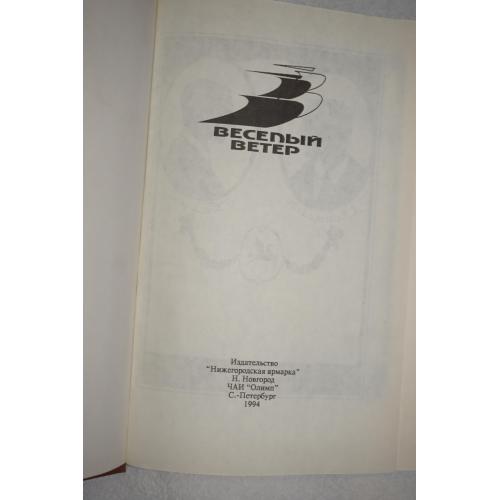 ВЕСЕЛЫЙ
ВЕТЕР
Издательство
"Нижегородская ярмарка"
Н. Новгород
ЧАИ "Олимп"
С.-Петербург
1994